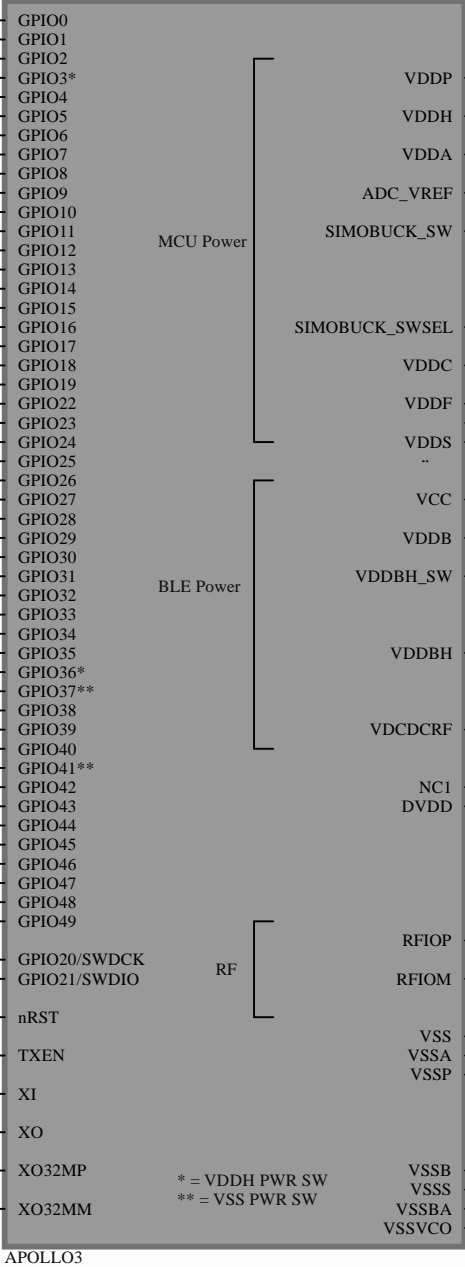 GPIO0
GPIO1
GPIO2
GPIO3*
GPIO4
GPIO5
GPIO6
GPIO7
GPIO8
GPIO9
GPIO10
GPIO11
GPIO12
GPIO13
GPIO14
GPIO15
GPIO16
GPIO17
GPIO18
GPIO19
GPIO22
GPIO23
GPIO24
GPIO25
GPIO26
GPIO27
GPIO28
GPIO29
GPIO30
GPIO31
GPIO32
GPIO33
GPIO34
GPIO35
GPIO36*
GPIO37**
GPIO38
GPIO39
GPIO40
GPIO41**
GPIO42
GPIO43
GPIO44
GPIO45
GPIO46
GPIO47
GPIO48
GPIO49
GPIO20/SWDCK
GPIO21/SWDIO
nRST
TXEN
XI
XO
XO32MP
XO32MM
MCU Power
BLE Power
RF
* = VDDH PWR SW
** = VSS PWR SW
VDDP
VDDH
VDDA
ADC_VREF
SIMOBUCK_SW
SIMOBUCK_SWSEL
VDDC
VDDF
VDDS
VCC
VDDB
VDDBH_SW
VDDBH
VDCDCRF
NC1
DVDD
RFIOP
RFIOM
VSS
VSSA
VSSP
VSSB
VSSS
VSSBA
VSSVCO
APOLLO3